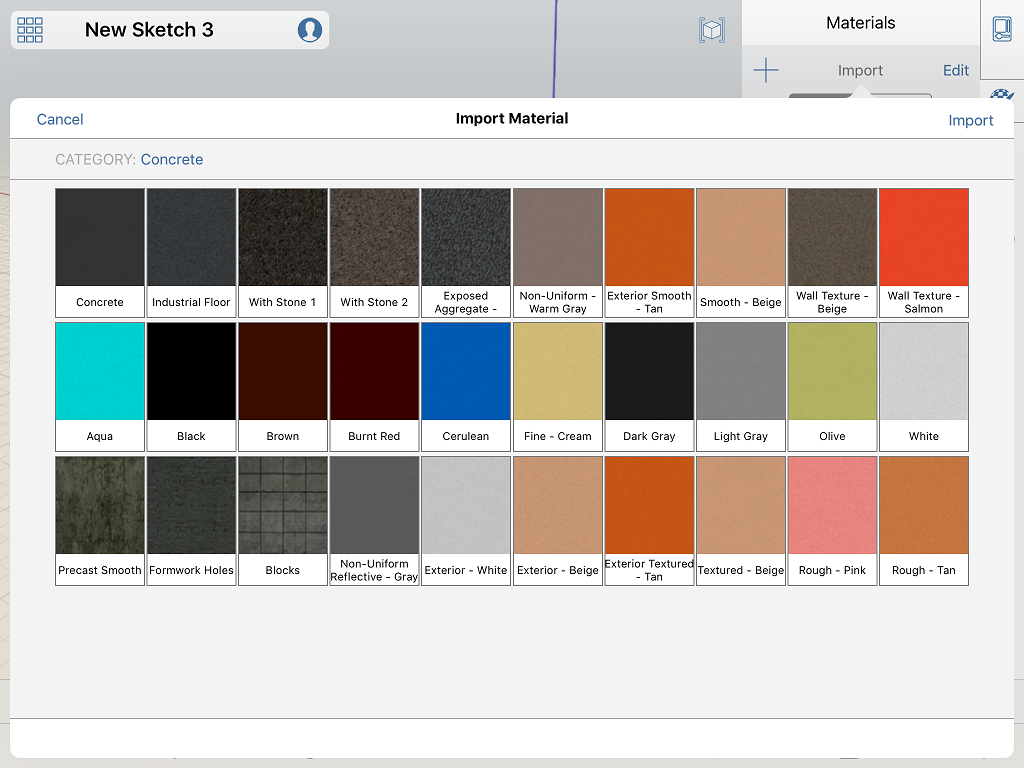 New Sketch 3
Materials
Import
Edit
Cancel
Import Material
Import
CATEGORY: Concrete
Concrete
Industrial Floor
With Stone 1
With Stone 2
Exposed
Aggregate -
Non-Uniform -
Warm Gray
Exterior Smooth
- Tan
Smooth - Beige
Wall Texture -
Beige
Wall Texture -
Salmon
Aqua
Black
Brown
Burnt Red
Cerulean
Fine - Cream
Dark Gray
Light Gray
Olive
White
Precast Smooth
Formwork Holes
Blocks
Non-Uniform
Reflective - Gray
Exterior - White
Exterior - Beige
Exterior Textured
- Tan
Textured - Beige
Rough - Pink
Rough - Tan